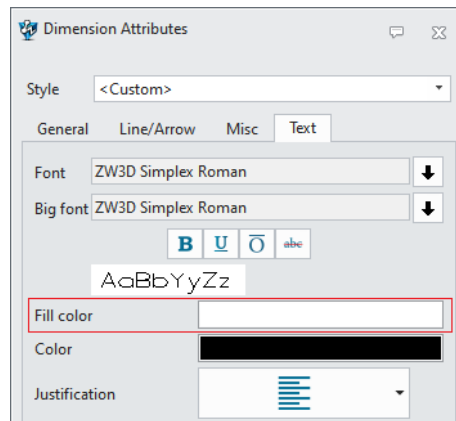 Dimension Attributes
Style <Custom>
General Line/Arrow Misc Text
Font ZW3D Simplex Roman
Big font ZW3D Simplex Roman
B U O abc
AaBbYyZz
Fill color
Color
Justification